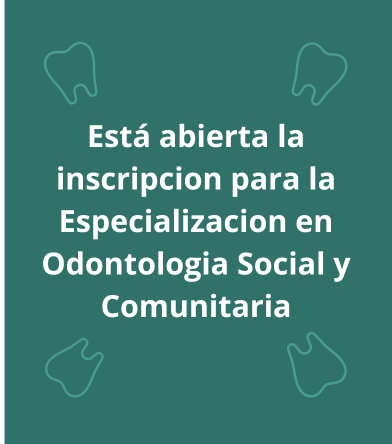 Está abierta la
inscripcion para la
Especializacion en
Odontologia Social y
Comunitaria